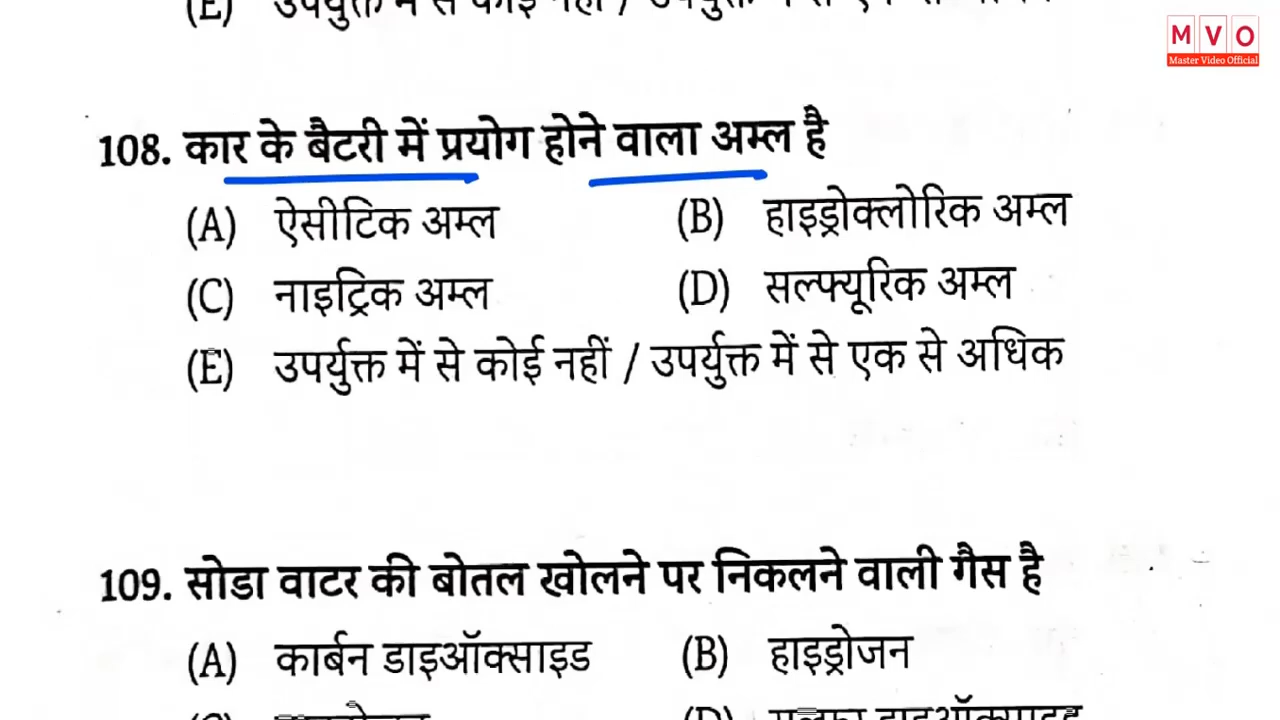 M V O
Master Video Official
108. कार के बैटरी में प्रयोग होने वाला अम्ल है
(A) ऐसीटिक अम्ल (B) हाइड्रोक्लोरिक अम्ल
(C) नाइट्रिक अम्ल (D) सल्फ्यूरिक अम्ल
(E) उपर्युक्त में से कोई नहीं / उपर्युक्त में से एक से अधिक
109. सोडा वाटर की बोतल खोलने पर निकलने वाली गैस है
(A) कार्बन डाइऑक्साइड (B) हाइड्रोजन